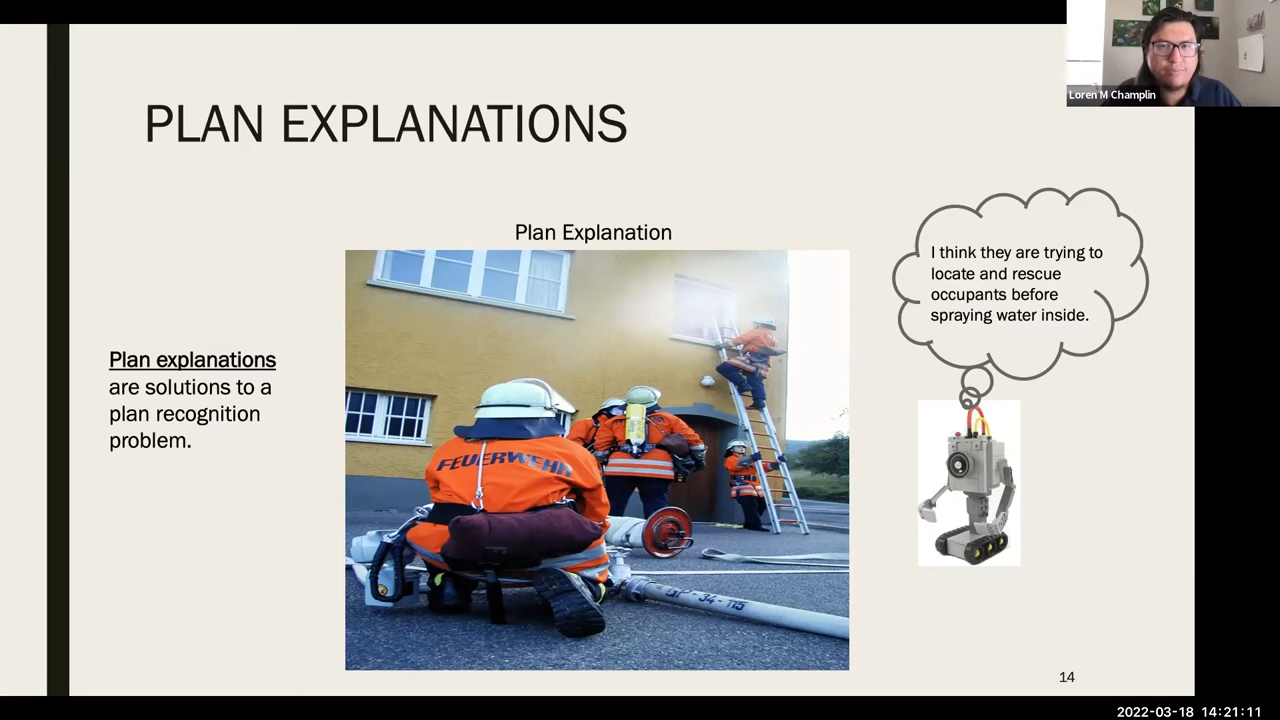 Loren M Champlin
PLAN EXPLANATIONS
Plan Explanation
I think they are trying to
locate and rescue
occupants before
spraying water inside.
Plan explanations
are solutions to a
plan recognition
problem.
FEUERWEHR
14
2022-03-18 14:21:11